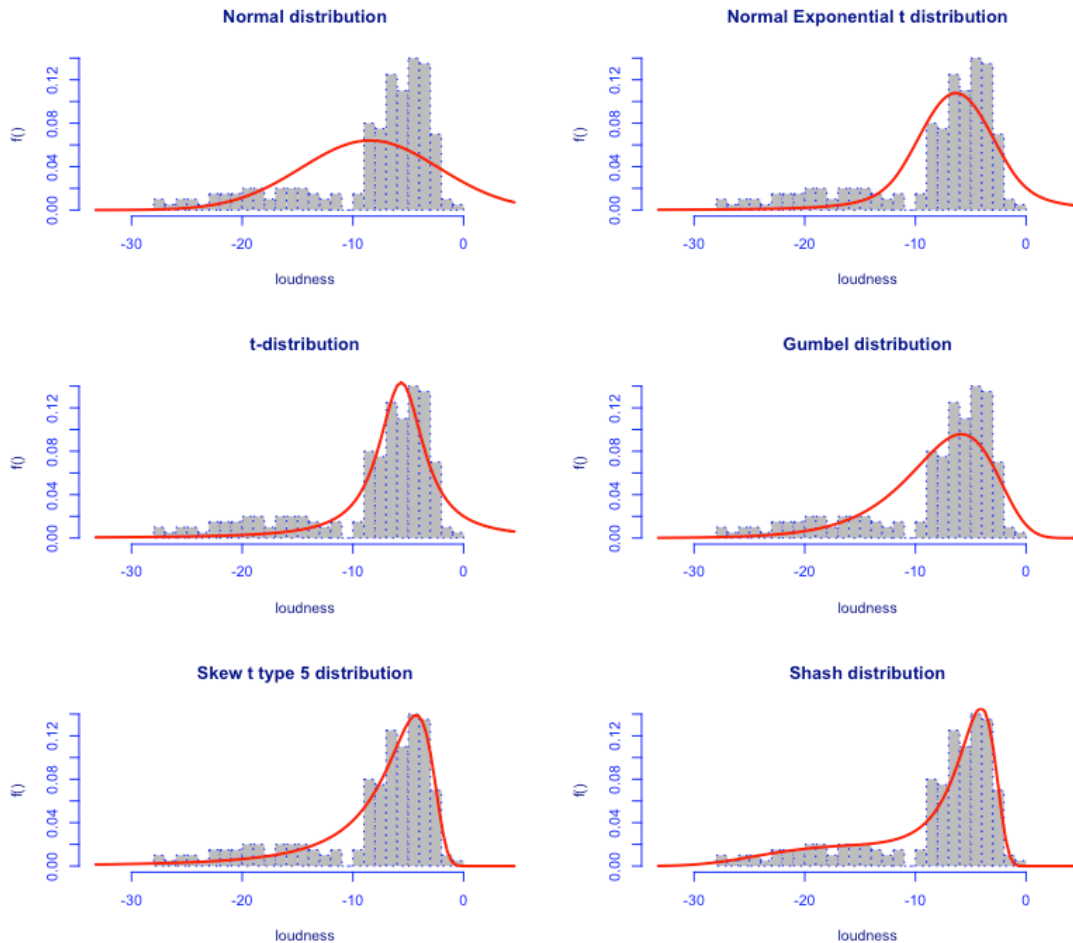 Normal distribution
f()
0.00
0.04
0.08
0.12
-30
-20
-10
0
loudness
Normal Exponential t distribution
f()
0.00
0.04
0.08
0.12
-30
-20
-10
0
loudness
t-distribution
f()
0.00
0.04
0.08
0.12
-30
-20
-10
0
loudness
Gumbel distribution
f()
0.00
0.04
0.08
0.12
-30
-20
-10
0
loudness
Skew t type 5 distribution
f()
0.00
0.04
0.08
0.12
-30
-20
-10
0
loudness
Shash distribution
f()
0.00
0.04
0.08
0.12
-30
-20
-10
0
loudness